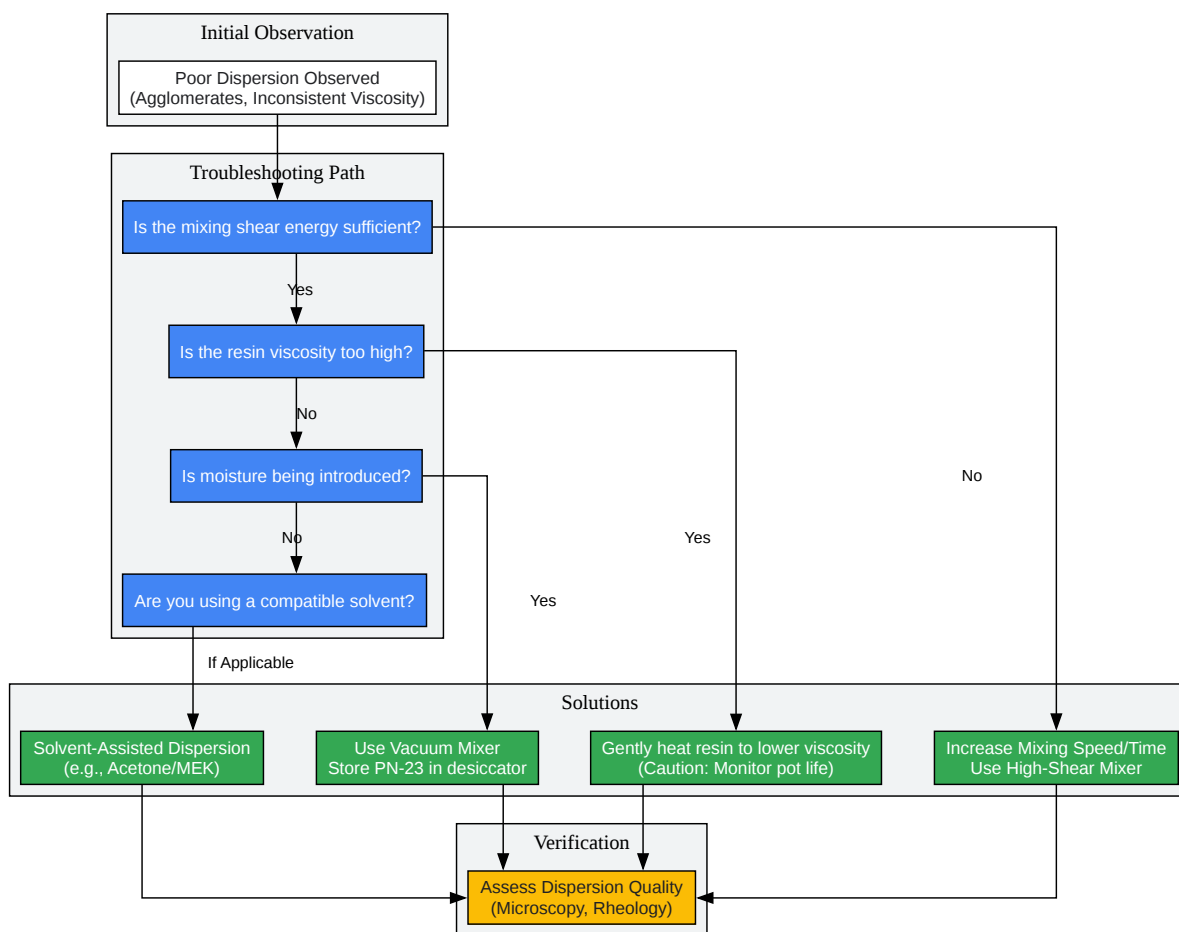 Initial Observation
Poor Dispersion Observed
(Agglomerates, Inconsistent Viscosity)
Troubleshooting Path
Is the mixing shear energy sufficient?
Yes
Is the resin viscosity too high?
No
Is moisture being introduced?
No
No
Yes
Are you using a compatible solvent?
Yes
If Applicable
Solutions
Solvent-Assisted Dispersion
(e.g., Acetone/MEK)
Use Vacuum Mixer
Store PN-23 in desiccator
Gently heat resin to lower viscosity
(Caution: Monitor pot life)
Increase Mixing Speed/Time
Use High-Shear Mixer
Verification
Assess Dispersion Quality
(Microscopy, Rheology)